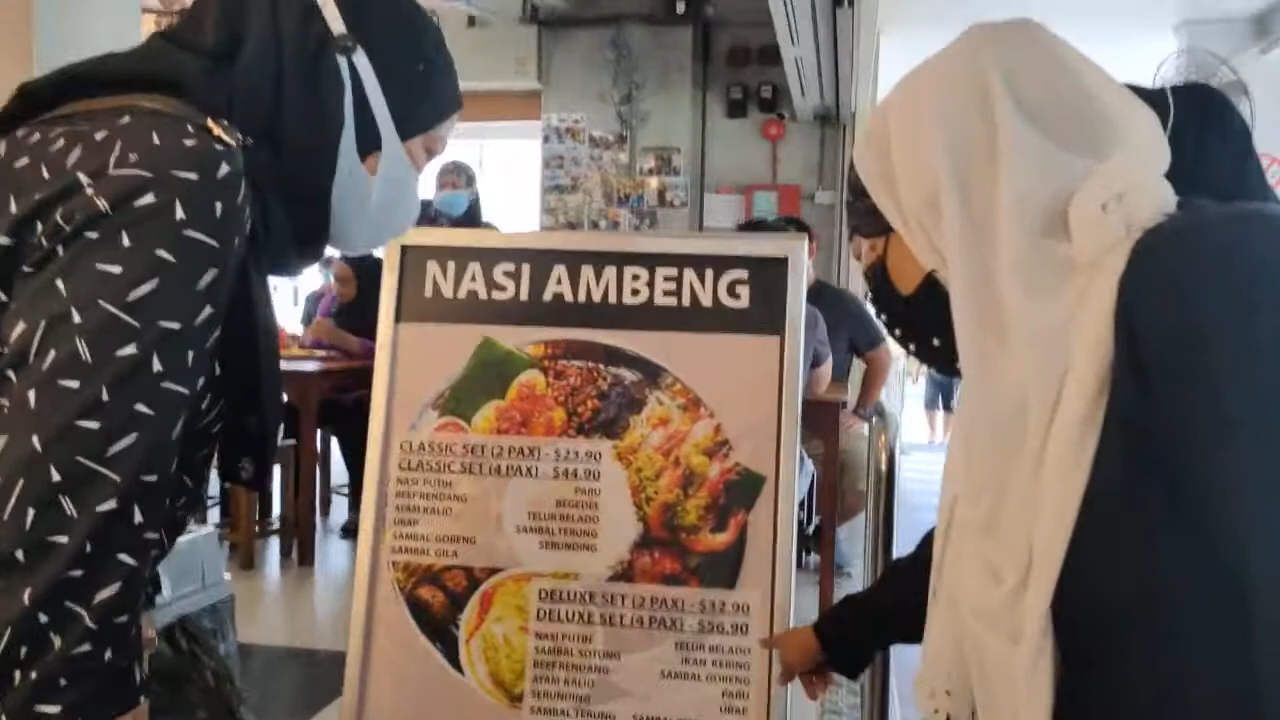 NASI AMBENG
CLASSIC SET (2 PAX) - $23.90
CLASSIC SET (4 PAX) - $44.90
NASI PUTIH
BEEF RENDANG
AYAM KALIO
URAP
SAMBAL GORENG
SAMBAL GILA
PARU
BEGEDIL
TELUR BELADO
SAMBAL TERUNG
SERUNDING
DELUXE SET (2 PAX) - $32.90
DELUXE SET (4 PAX) - $56.90
NASI PUTIH
SAMBAL SOTONG
BEEF RENDANG
AYAM KALIO
SERUNDING
SAMBAL TERUNG
TELUR BELADO
IKAN KERING
SAMBAL GORENG
PARU
URAP
SAMBAL